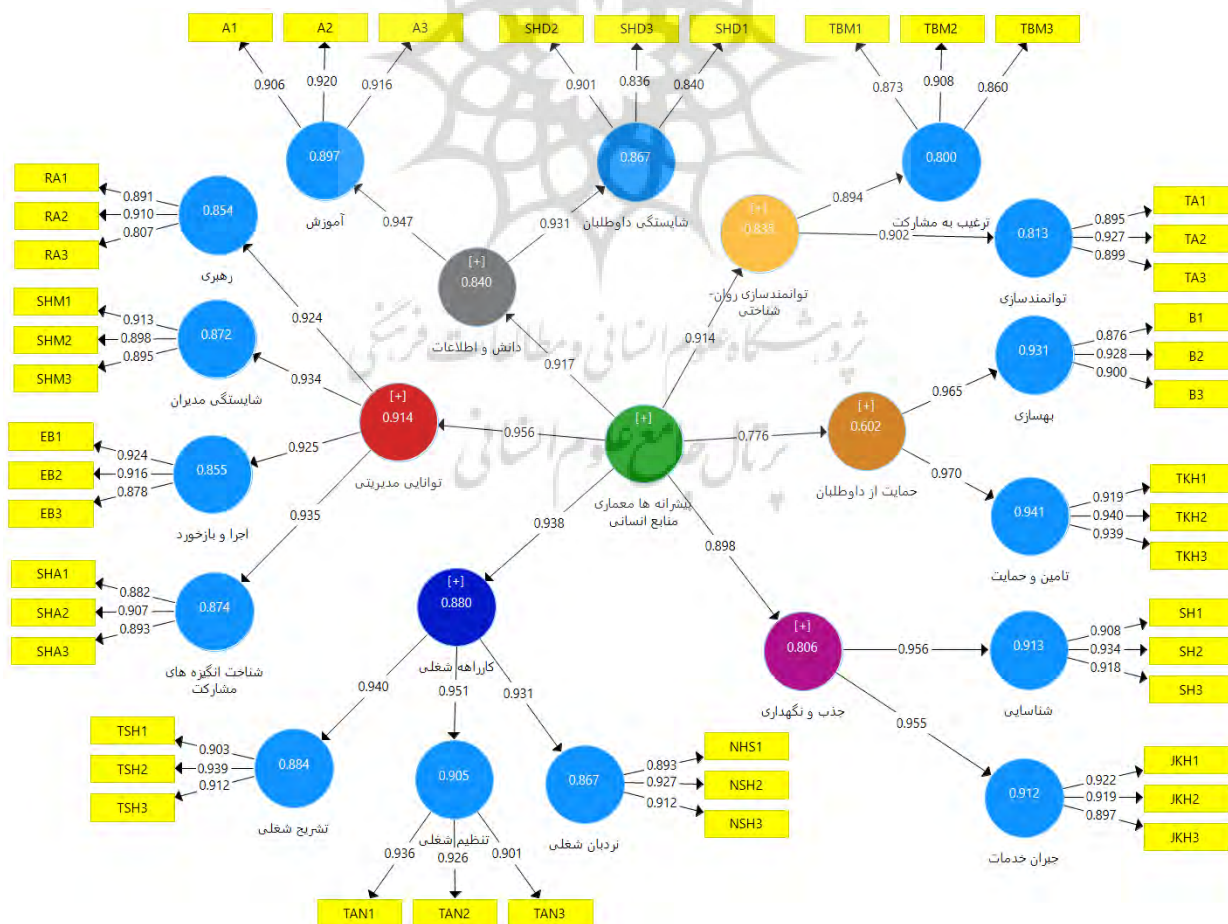 A1
A2
A3
SHD2
SHD3
SHD1
TBM1
TBM2
TBM3
0.906
0.920
0.916
0.901
0.836
0.840
0.873
0.908
0.860
0.897
آموزش
0.867
شایستگی داوطلبان
0.800
ترغیب به مشارکت
RA1
RA2
RA3
0.891
0.910
0.807
0.854
رهبری
0.947
0.931
0.894
0.902
[+]
توانمندسازی روان-
شناختی
TA1
TA2
TA3
0.895
0.927
0.899
0.813
توانمندسازی
[+]
0.840
دانش و اطلاعات
SHM1
SHM2
SHM3
0.913
0.898
0.895
0.872
شایستگی مدیران
0.924
0.934
0.925
0.935
0.917
0.914
B1
B2
B3
0.876
0.928
0.900
0.931
بهسازی
پژوهشگاه علوم انسانی و مطالعات فرهنگی
پرتال جامع علوم انسانی
[+]
0.914
توانایی مدیریتی
0.956
[+]
پیشرانه ها معماری
منابع انسانی
0.776
[+]
0.602
حمایت از داوطلبان
0.965
0.970
EB1
EB2
EB3
0.924
0.916
0.878
0.855
اجرا و بازخورد
TKH1
TKH2
TKH3
0.919
0.940
0.939
0.941
تامین و حمایت
0.938
0.898
SHA1
SHA2
SHA3
0.882
0.907
0.893
0.874
شناخت انگیزه های
مشارکت
[+]
0.880
کارراهه شغلی
[+]
0.806
جذب و نگهداری
0.956
0.955
SH1
SH2
SH3
0.908
0.934
0.918
0.913
شناسایی
0.940
0.951
0.931
TSH1
TSH2
TSH3
0.903
0.939
0.912
0.884
تشریح شغلی
0.905
تنظیم شغلی
0.867
نردبان شغلی
NHS1
NSH2
NSH3
0.893
0.927
0.912
JKH1
JKH2
JKH3
0.922
0.919
0.897
0.912
جبران خدمات
0.936
0.926
0.901
TAN1
TAN2
TAN3